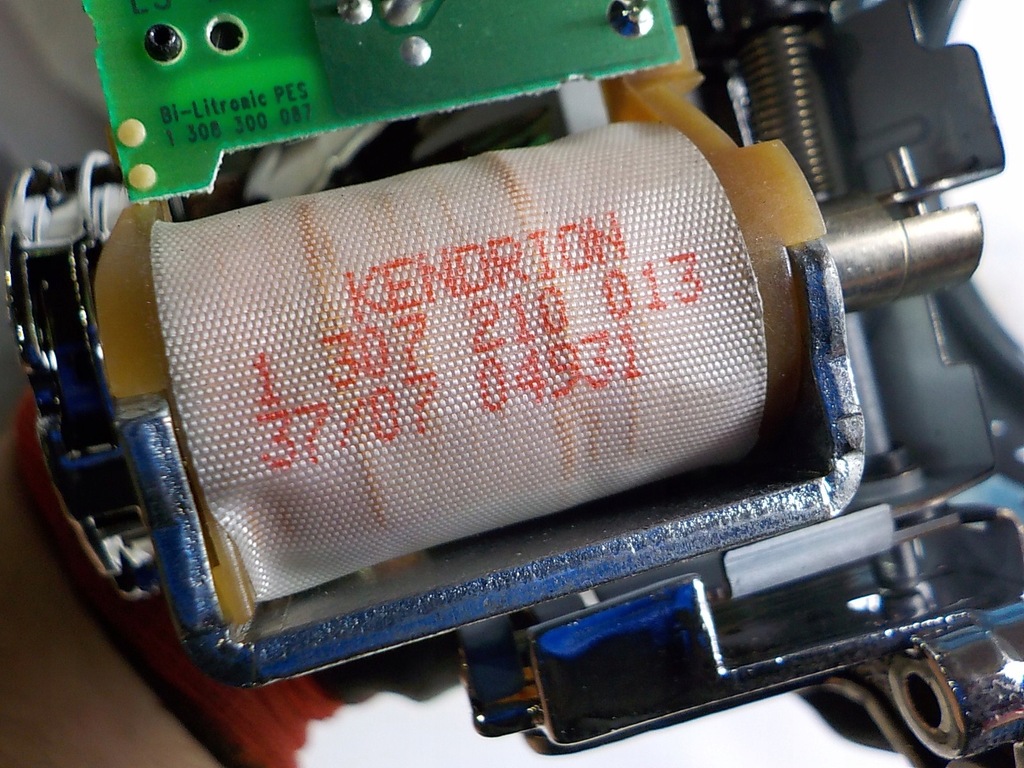 Bi-Litronic PES
1 308 300 087
KENDRION
1 307 210 013
37/07 04931